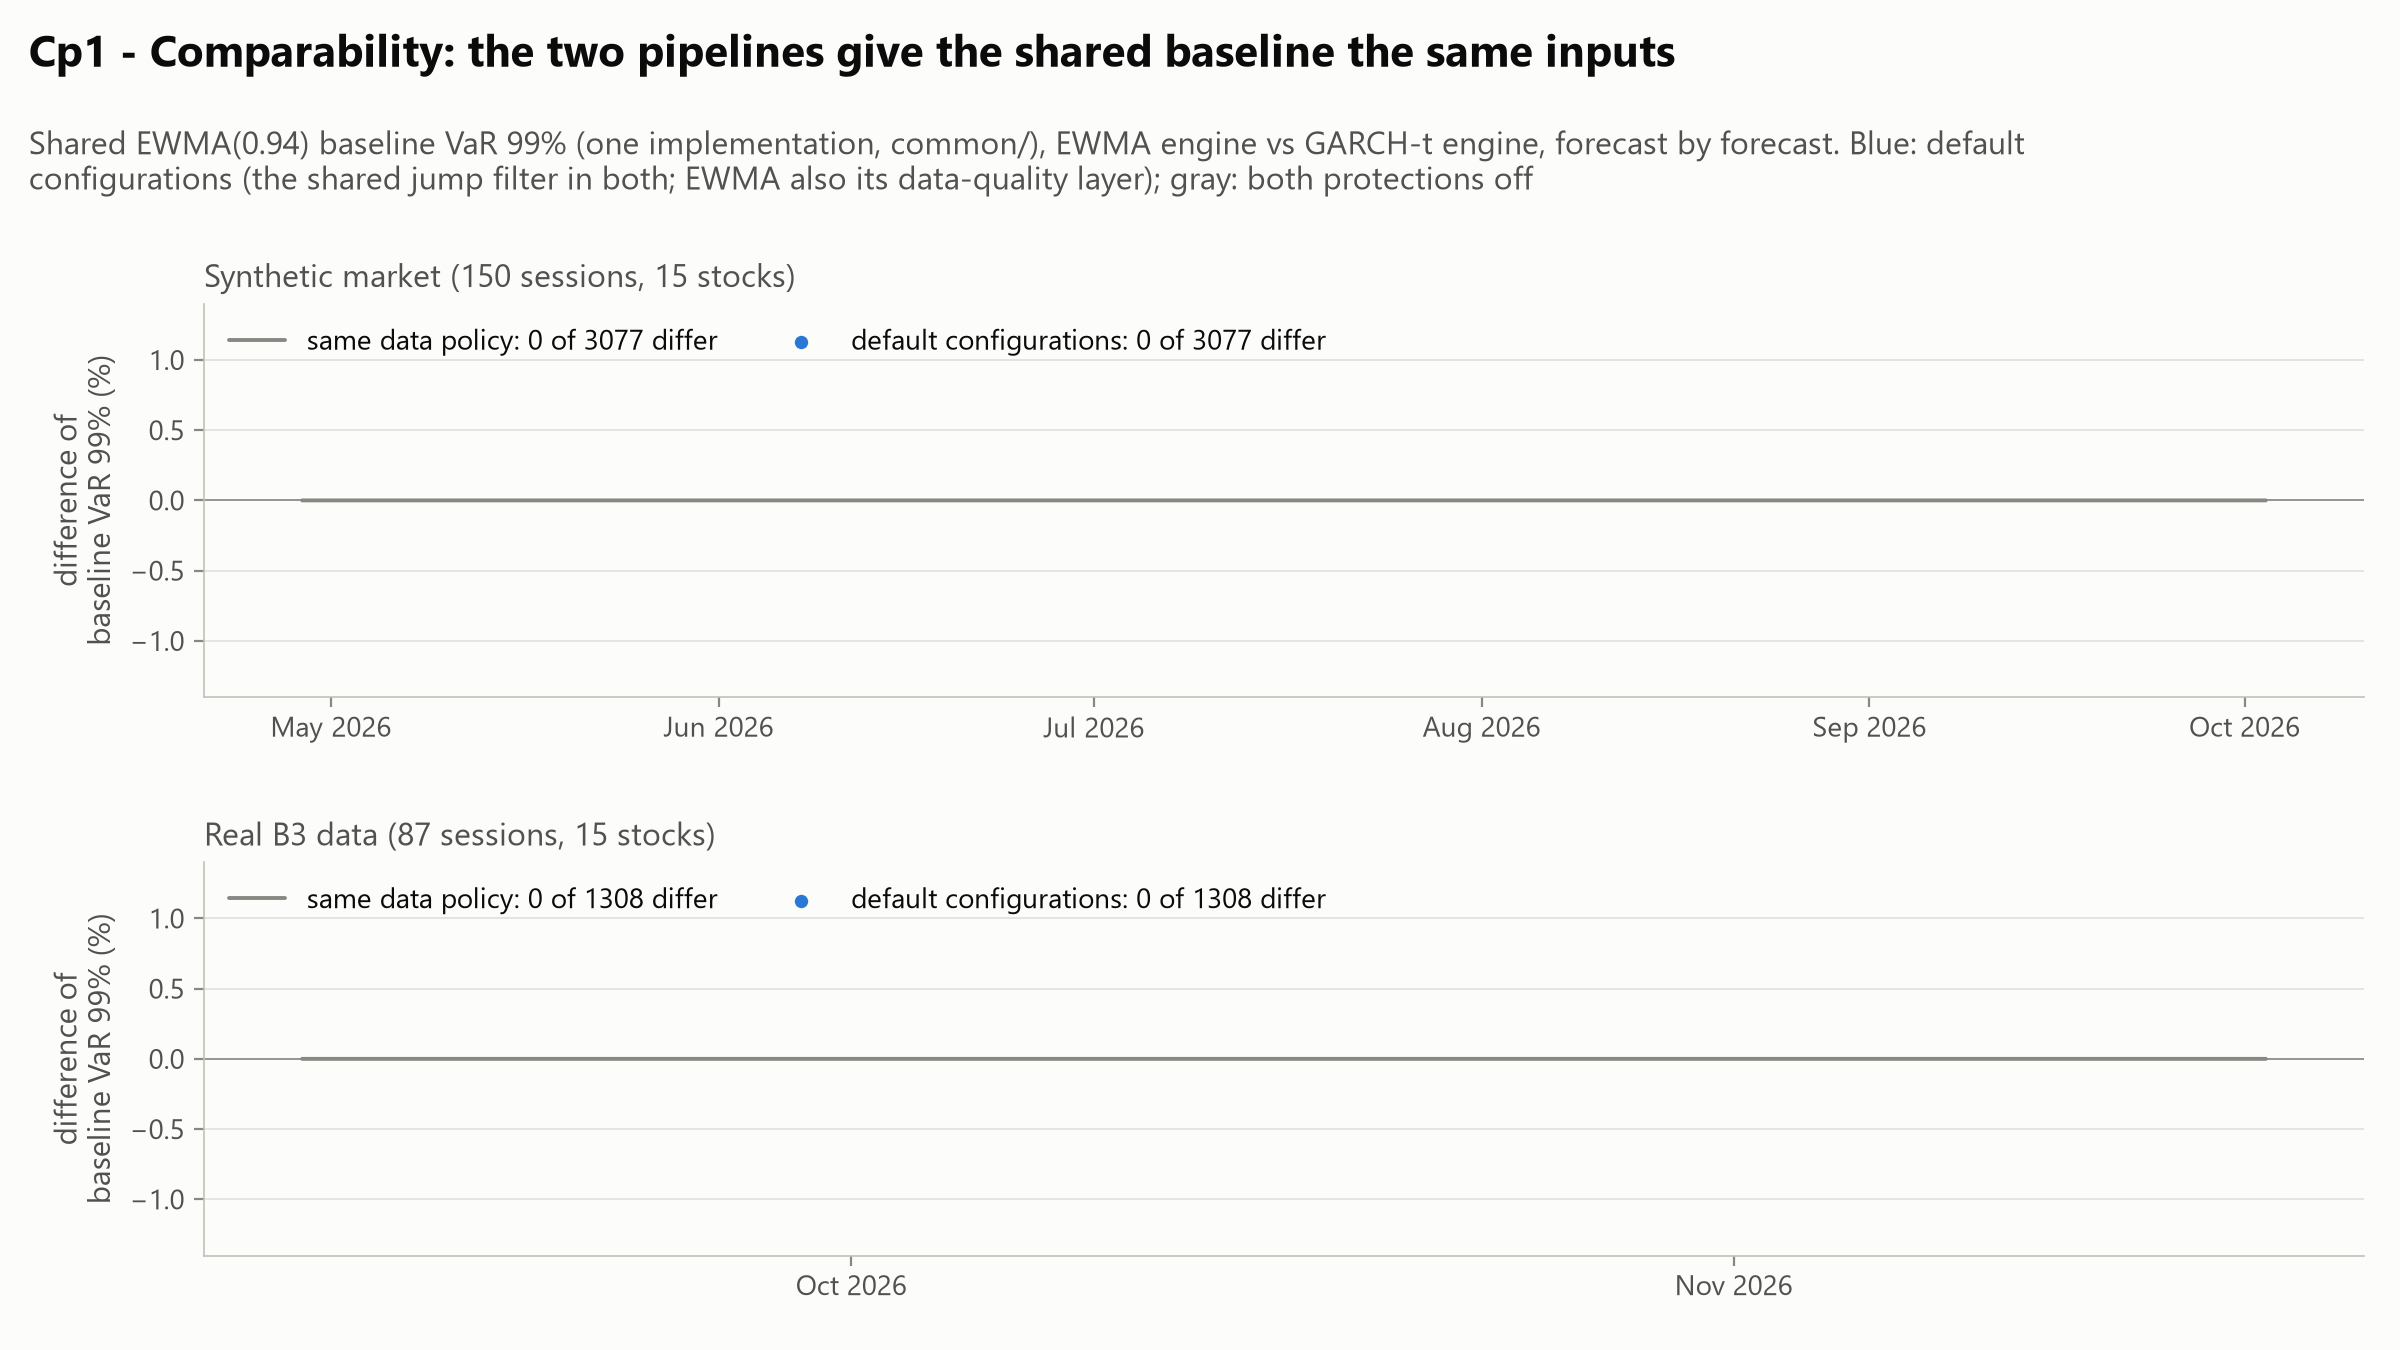 Cp1 - Comparability: the two pipelines give the shared baseline the same inputs
Shared EWMA(0.94) baseline VaR 99% (one implementation, common/), EWMA engine vs GARCH-t engine, forecast by forecast. Blue: default
configurations (the shared jump filter in both; EWMA also its data-quality layer); gray: both protections off
Synthetic market (150 sessions, 15 stocks)
same data policy: 0 of 3077 differ
default configurations: 0 of 3077 differ
difference of
baseline VaR 99% (%)
1.0
0.5
0.0
−0.5
−1.0
May 2026
Jun 2026
Jul 2026
Aug 2026
Sep 2026
Oct 2026
Real B3 data (87 sessions, 15 stocks)
same data policy: 0 of 1308 differ
default configurations: 0 of 1308 differ
difference of
baseline VaR 99% (%)
1.0
0.5
0.0
−0.5
−1.0
Oct 2026
Nov 2026